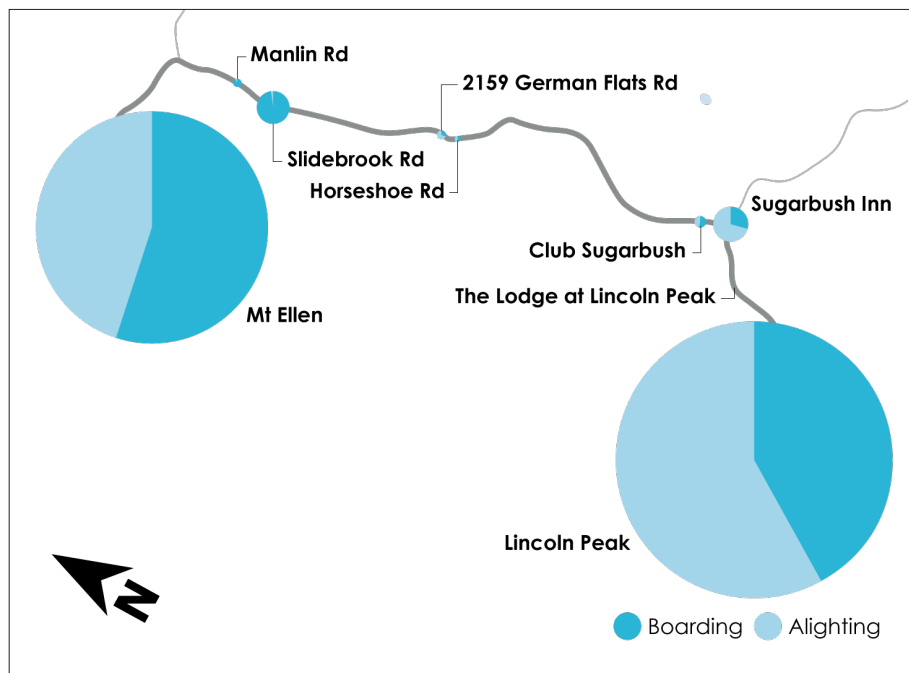 Manlin Rd
2159 German Flats Rd
Slidebrook Rd
Horseshoe Rd
Sugarbush Inn
Club Sugarbush
The Lodge at Lincoln Peak
Mt Ellen
Lincoln Peak
N
Boarding
Alighting